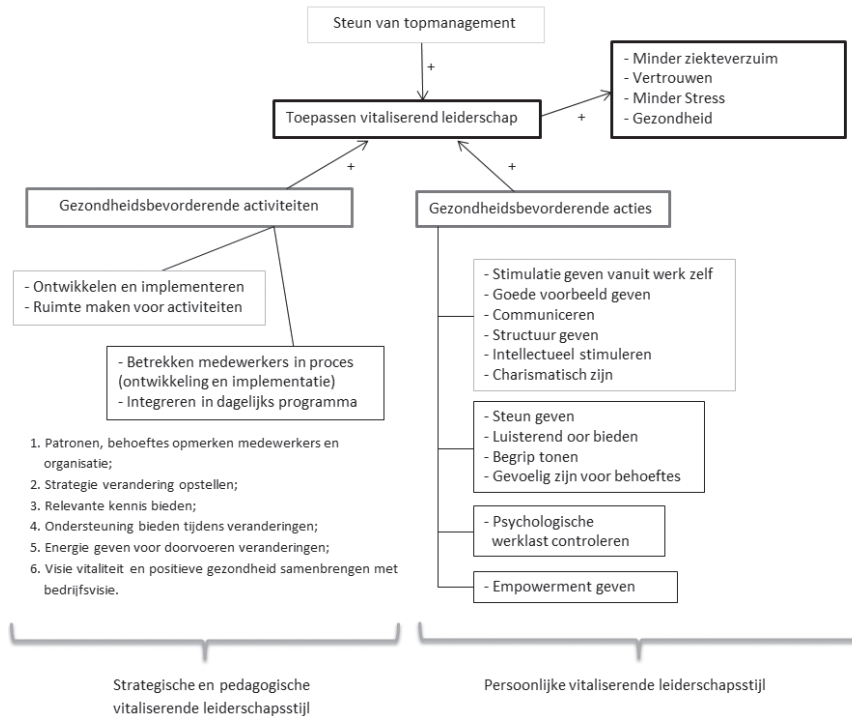 Steun van topmanagement
+
- Minder ziekteverzuim
- Vertrouwen
- Minder Stress
- Gezondheid
Toepassen vitaliserend leiderschap
+
+
+
Gezondheidsbevorderende activiteiten
Gezondheidsbevorderende acties
- Ontwikkelen en implementeren
- Ruimte maken voor activiteiten
- Betrekken medewerkers in proces
(ontwikkeling en implementatie)
- Integreren in dagelijks programma
1. Patronen, behoeftes opmerken medewerkers en
organisatie;
2. Strategie verandering opstellen;
3. Relevante kennis bieden;
4. Ondersteuning bieden tijdens veranderingen;
5. Energie geven voor doorvoeren veranderingen;
6. Visie vitaliteit en positieve gezondheid samenbrengen met
bedrijfsvisie.
- Stimulatie geven vanuit werk zelf
- Goede voorbeeld geven
- Communiceren
- Structuur geven
- Intellectueel stimuleren
- Charismatisch zijn
- Steun geven
- Luisterend oor bieden
- Begrip tonen
- Gevoelig zijn voor behoeftes
- Psychologische
werklast controleren
- Empowerment geven
Strategische en pedagogische
vitaliserende leiderschapsstijl
Persoonlijke vitaliserende leiderschapsstijl